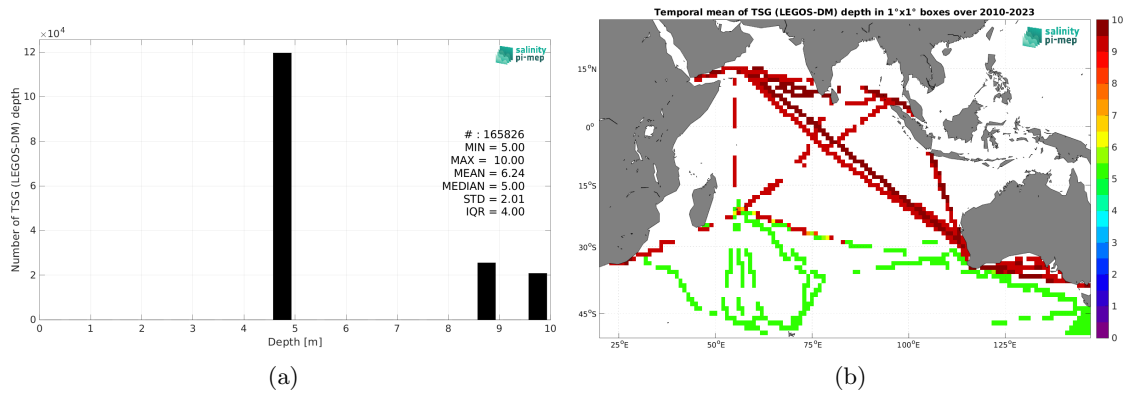 ×10⁴
12
10
8
6
4
2
0
0 1 2 3 4 5 6 7 8 9 10
Number of TSG (LEGOS-DM) depth
Depth [m]
salinity
pi-mep
# : 165826
MIN = 5.00
MAX = 10.00
MEAN = 6.24
MEDIAN = 5.00
STD = 2.01
IQR = 4.00
(a)
Temporal mean of TSG (LEGOS-DM) depth in 1°x1° boxes over 2010-2023
salinity
pi-mep
15°N
0°
15°S
30°S
45°S
25°E 50°E 75°E 100°E 125°E
10
9
8
7
6
5
4
3
2
1
0
(b)